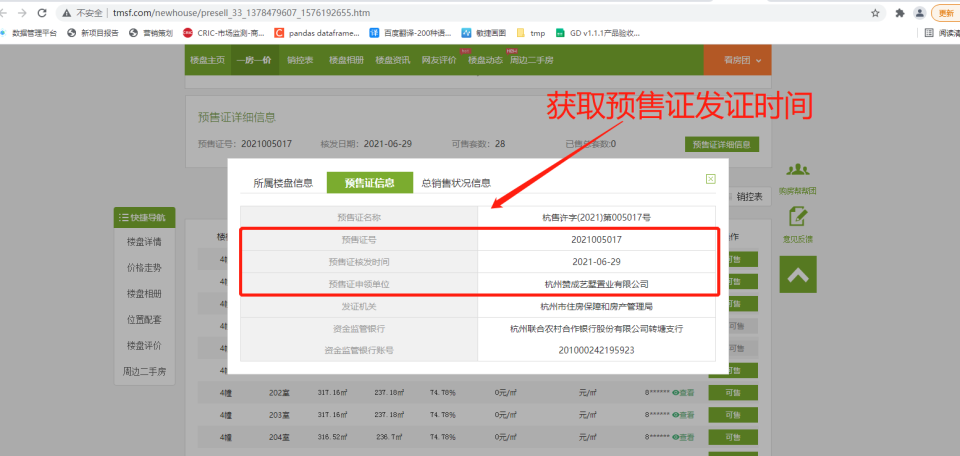 不安全 | tmsf.com/newhouse/presell_33_1378479607_1576192655.htm
更新
数据管理平台 新项目报告 营销策划 CRIC-市场监测-商... pandas dataframe... 百度翻译-200种语... 敏捷画图 tmp GD v1.1.1产品验收... 阅读清
楼盘主页 一房一价 销控表 楼盘相册 楼盘资讯 网友评价 楼盘动态 周边二手房 看房团
获取预售证发证时间
预售证详细信息
预售证号: 2021005017 核发日期: 2021-06-29 可售套数: 28 已售总套数:0 预售证详细信息
所属楼盘信息 预售证信息 总销售状况信息
预售证名称 杭售许字(2021)第005017号
预售证号 2021005017
预售证核发时间 2021-06-29
预售证申领单位 杭州赞成艺墅置业有限公司
发证机关 杭州市住房保障和房产管理局
资金监管银行 杭州联合农村合作银行股份有限公司转塘支行
资金监管银行账号 201000242195923
快捷导航
楼盘详情
价格走势
楼盘相册
位置配套
楼盘评价
周边二手房
购房帮帮团
意见反馈
销控表
作
可售
可售
可售
可售
可售
可售
4幢 202室 317.16㎡ 237.18㎡ 74.78% 0元/㎡ 元/㎡ 8****** 查看 可售
4幢 203室 317.16㎡ 237.18㎡ 74.78% 0元/㎡ 元/㎡ 8****** 查看 可售
4幢 204室 316.52㎡ 236.7㎡ 74.78% 0元/㎡ 元/㎡ 8****** 查看 可售